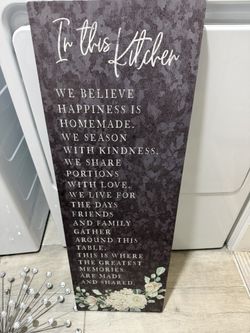 In this
Kitchen
WE BELIEVE
HAPPINESS IS
HOMEMADE.
WE SEASON
WITH KINDNESS.
WE SHARE
PORTIONS
WITH LOVE.
WE LIVE FOR
THE DAYS
FRIENDS
AND FAMILY
GATHER
AROUND THIS
TABLE.
THIS IS WHERE
THE GREATEST
MEMORIES
ARE MADE
AND SHARED.